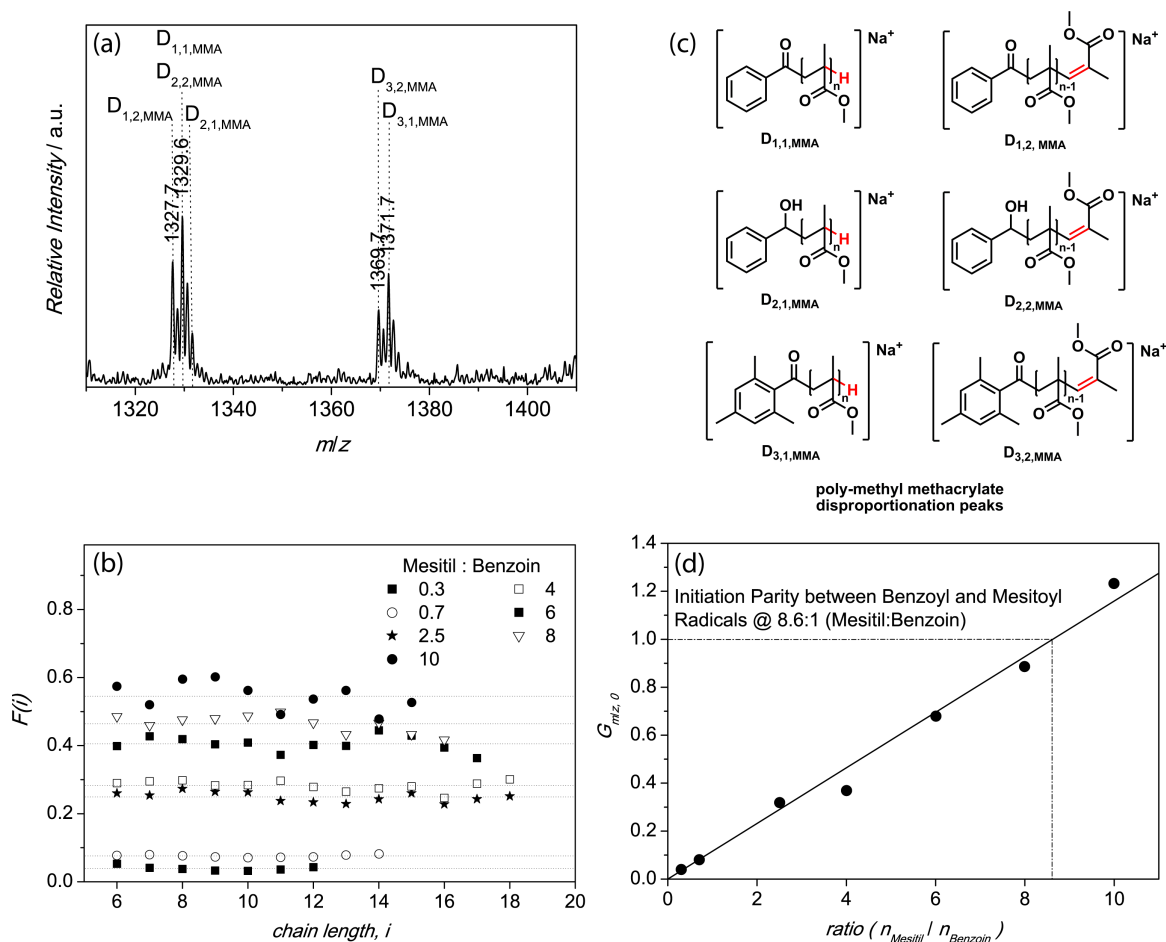 (a)
D1,1,MMA
D2,2,MMA
D1,2,MMA
D2,1,MMA
D3,2,MMA
D3,1,MMA
1327.7
1329.6
1369.7
1371.7
Relative Intensity / a.u.
1320 1340 1360 1380 1400
m/z
(c)
O
H
n
O
O
Na+
D1,1,MMA
O
O
O
n-1
O
O
Na+
D1,2, MMA
OH
H
n
O
O
Na+
D2,1,MMA
OH
O
O
n-1
O
O
Na+
D2,2,MMA
O
H
n
O
O
Na+
D3,1,MMA
O
O
O
n-1
O
O
Na+
D3,2,MMA
poly-methyl methacrylate
disproportionation peaks
(b)
Mesitil : Benzoin
0.3 4
0.7 6
2.5 8
10
F(i)
0.8
0.6
0.4
0.2
0.0
6 8 10 12 14 16 18 20
chain length, i
(d)
Initiation Parity between Benzoyl and Mesitoyl
Radicals @ 8.6:1 (Mesitil:Benzoin)
Gm/z, 0
1.2
1.0
0.8
0.6
0.4
0.2
0.0
0 2 4 6 8 10
ratio ( nMesitil / nBenzoin )